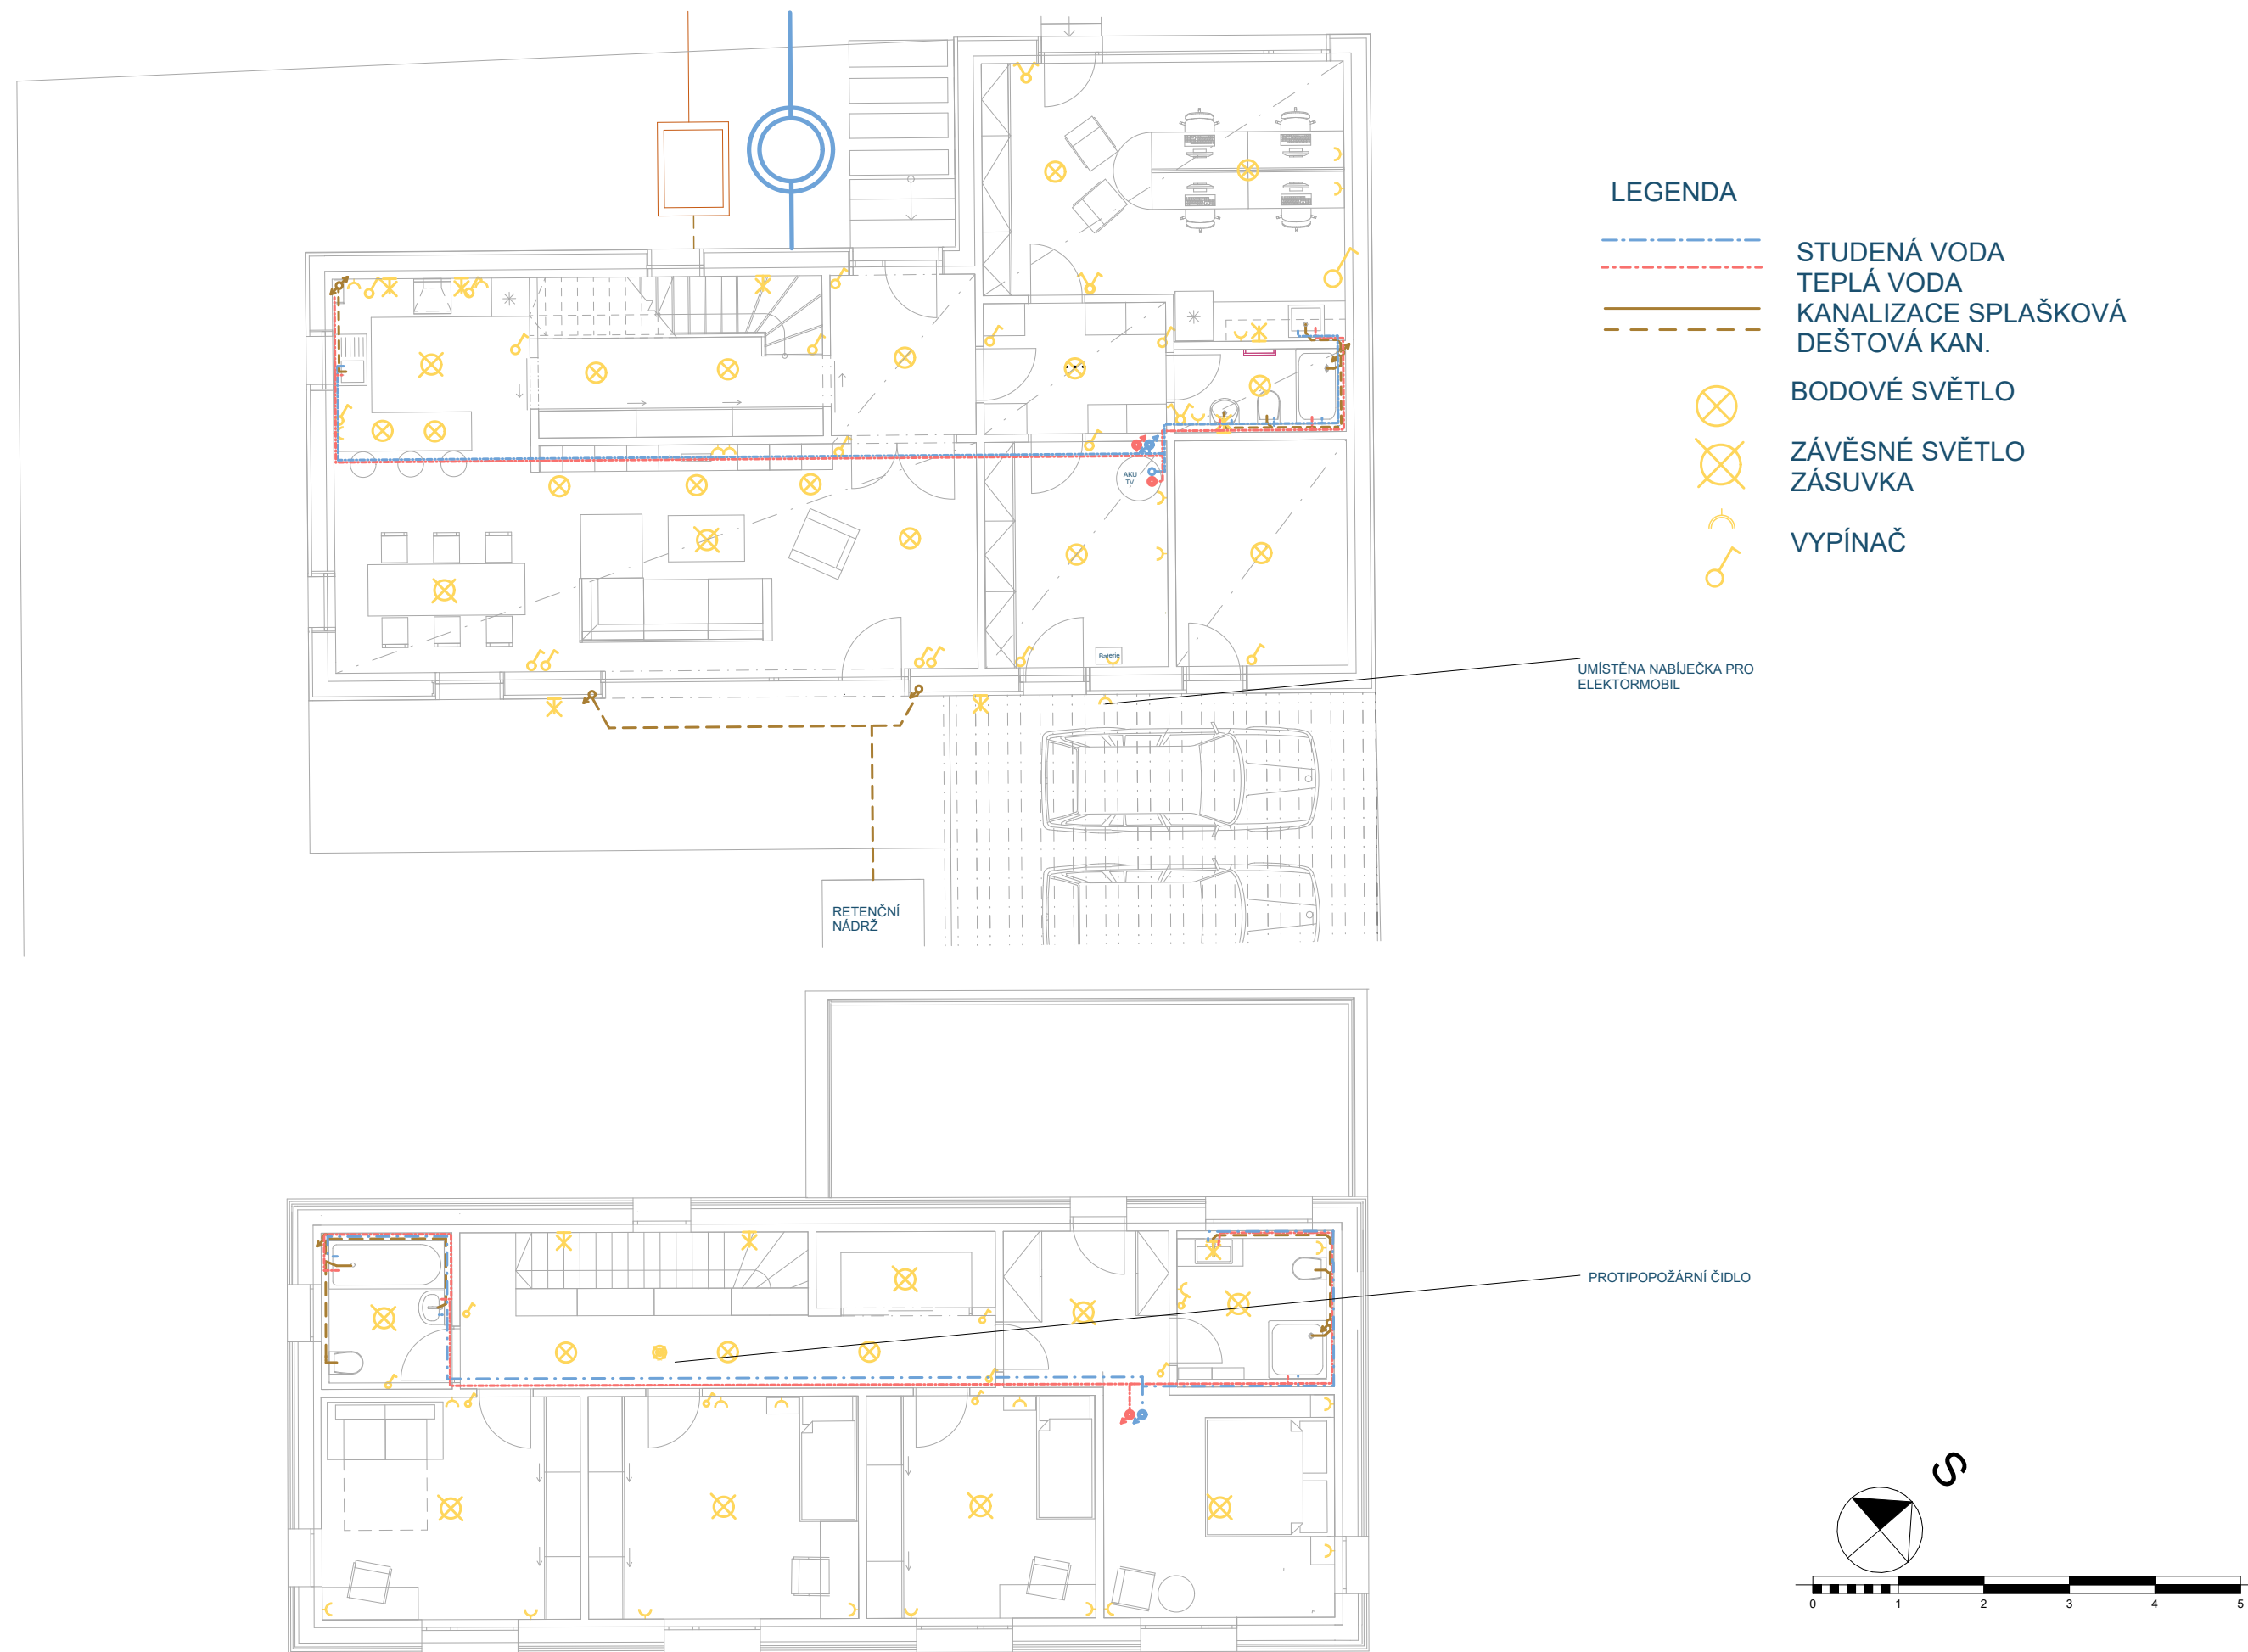 LEGENDA
STUDENÁ VODA
TEPLÁ VODA
KANALIZACE SPLAŠKOVÁ
DEŠTOVÁ KAN.
BODOVÉ SVĚTLO
ZÁVĚSNÉ SVĚTLO
ZÁSUVKA
VYPÍNAČ
AKU
TV
Baterie
UMÍSTĚNA NABÍJEČKA PRO
ELEKTORMOBIL
RETENČNÍ
NÁDRŽ
PROTIPOPOŽÁRNÍ ČIDLO
S
0 1 2 3 4 5